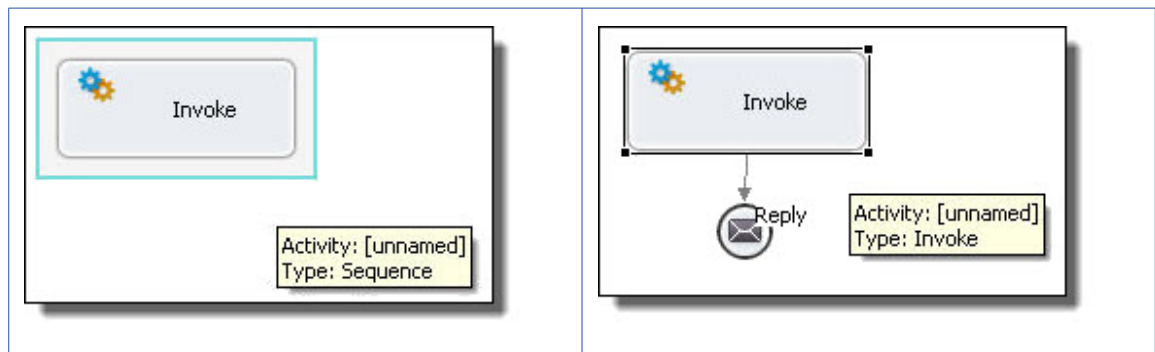 Invoke
Activity: [unnamed]
Type: Sequence
Invoke
Reply
Activity: [unnamed]
Type: Invoke